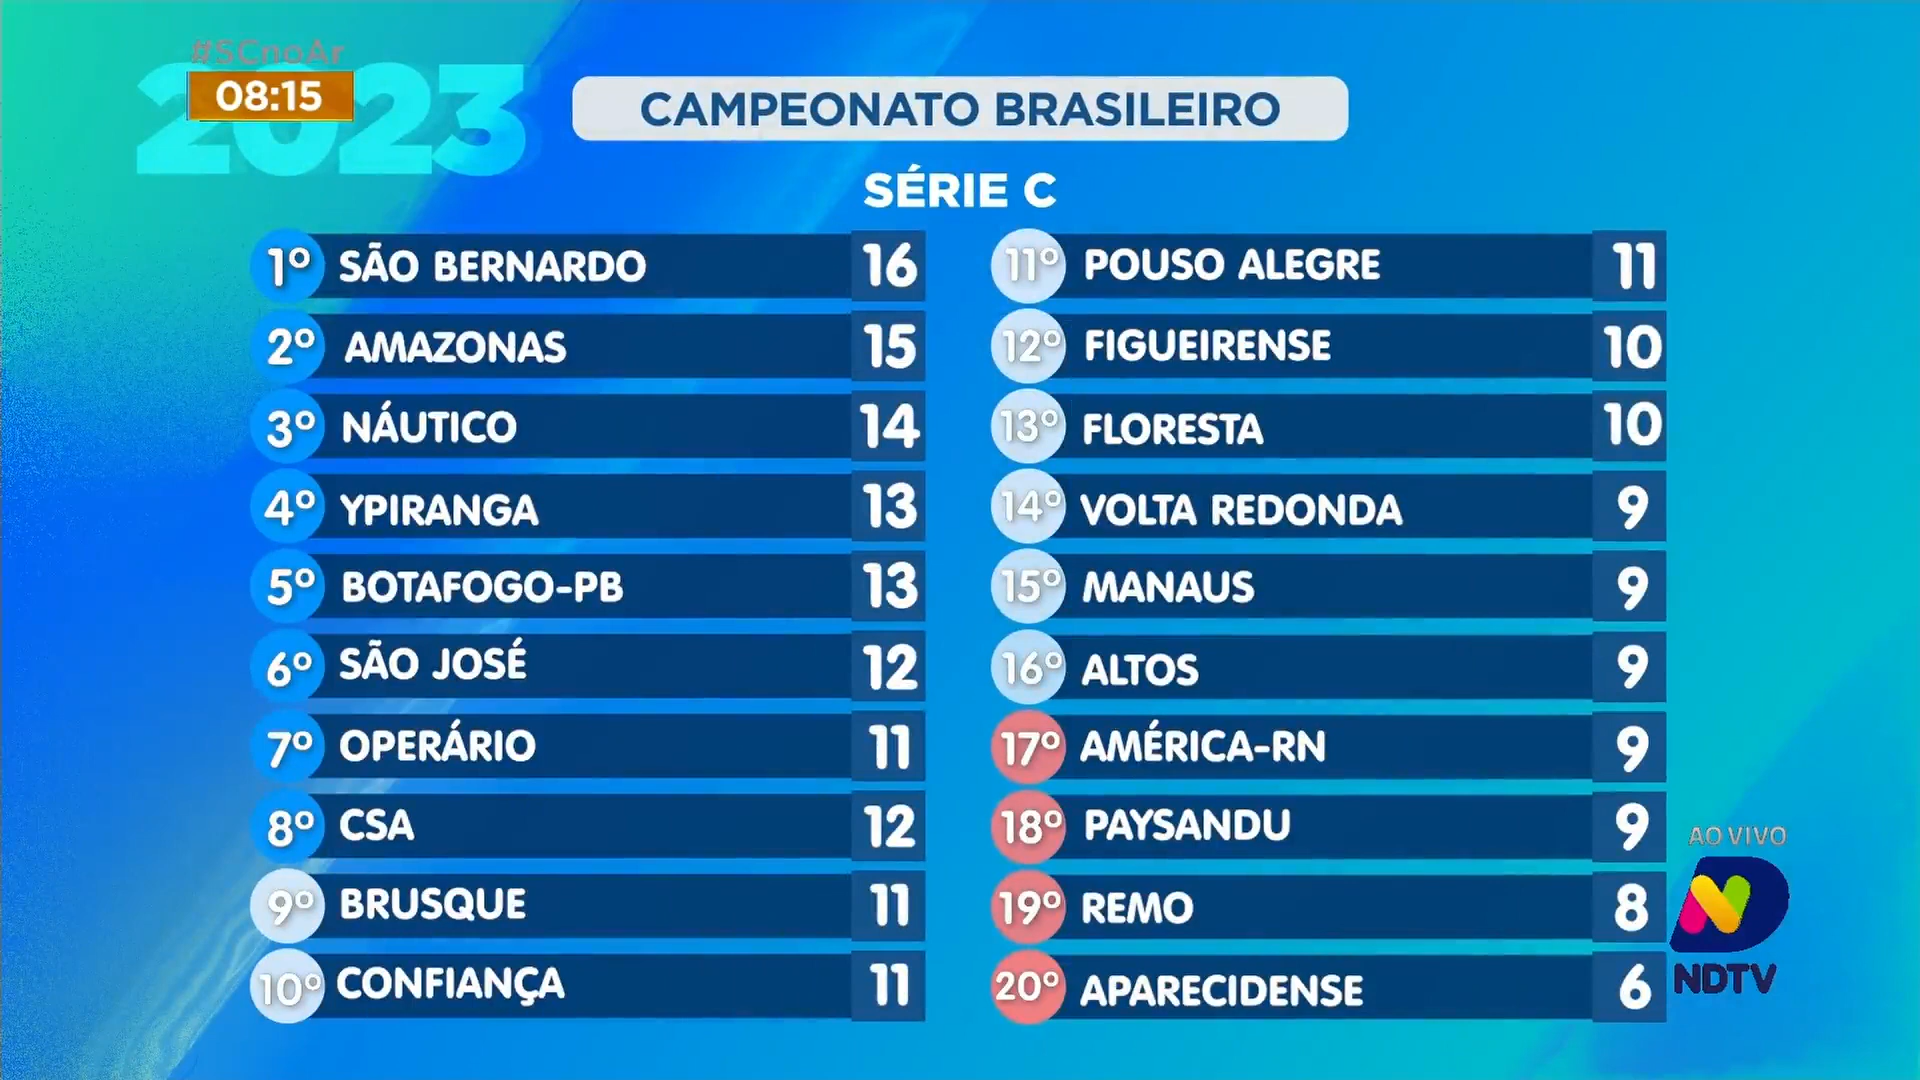 #SCnoAr
2023
08:15
CAMPEONATO BRASILEIRO
SÉRIE C
1º SÃO BERNARDO 16
2º AMAZONAS 15
3º NÁUTICO 14
4º YPIRANGA 13
5º BOTAFOGO-PB 13
6º SÃO JOSÉ 12
7º OPERÁRIO 11
8º CSA 12
9º BRUSQUE 11
10º CONFIANÇA 11
11º POUSO ALEGRE 11
12º FIGUEIRENSE 10
13º FLORESTA 10
14º VOLTA REDONDA 9
15º MANAUS 9
16º ALTOS 9
17º AMÉRICA-RN 9
18º PAYSANDU 9
19º REMO 8
20º APARECIDENSE 6
AO VIVO
NDTV